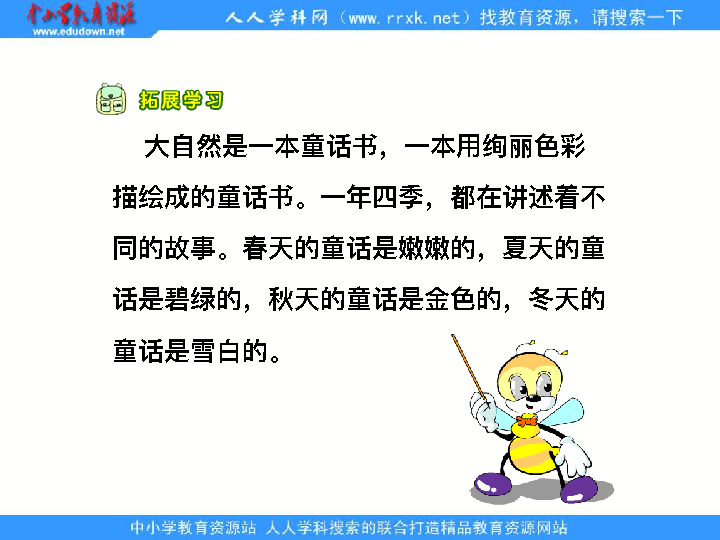 中小学教育资源
www.edudown.net
人人学科网（www.rrxk.net）找教育资源，请搜索一下
拓展学习
大自然是一本童话书，一本用绚丽色彩
描绘成的童话书。一年四季，都在讲述着不
同的故事。春天的童话是嫩嫩的，夏天的童
话是碧绿的，秋天的童话是金色的，冬天的
童话是雪白的。
中小学教育资源站 人人学科搜索的联合打造精品教育资源网站